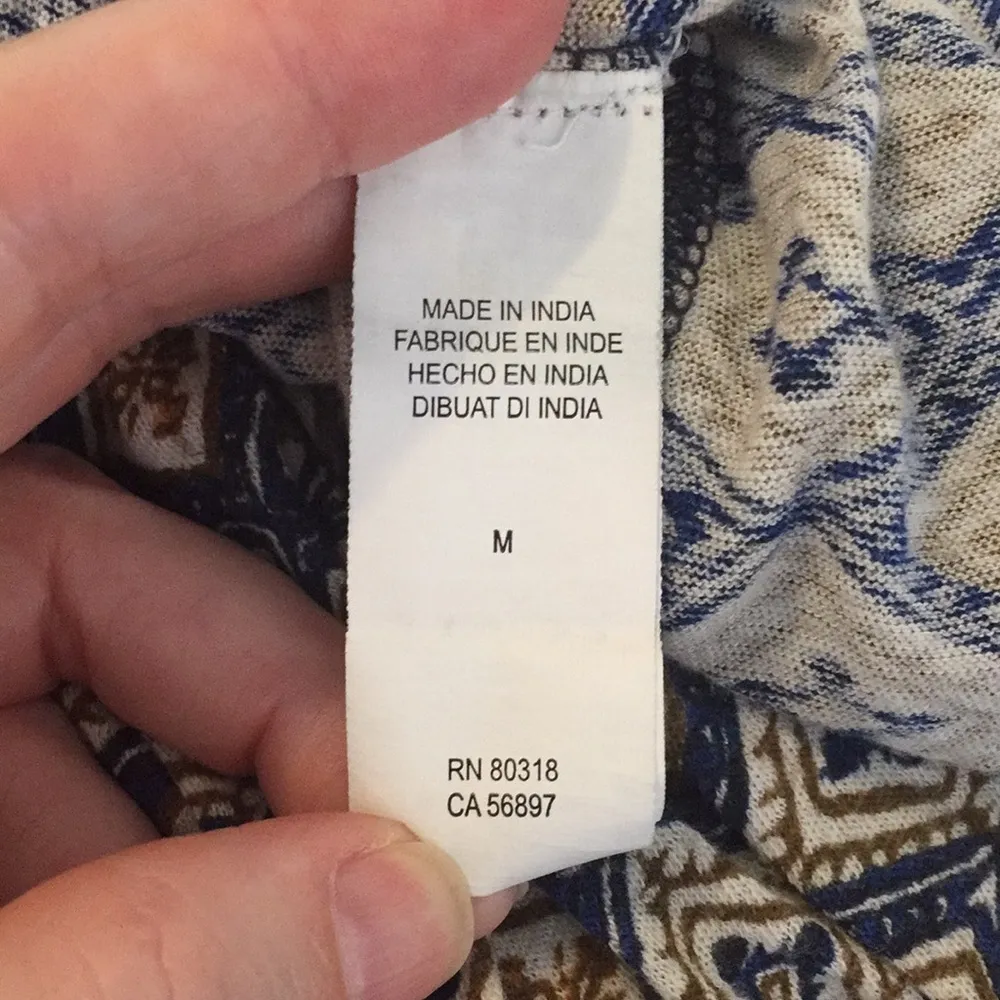 MADE IN INDIA
FABRIQUE EN INDE
HECHO EN INDIA
DIBUAT DI INDIA
M
RN 80318
CA 56897